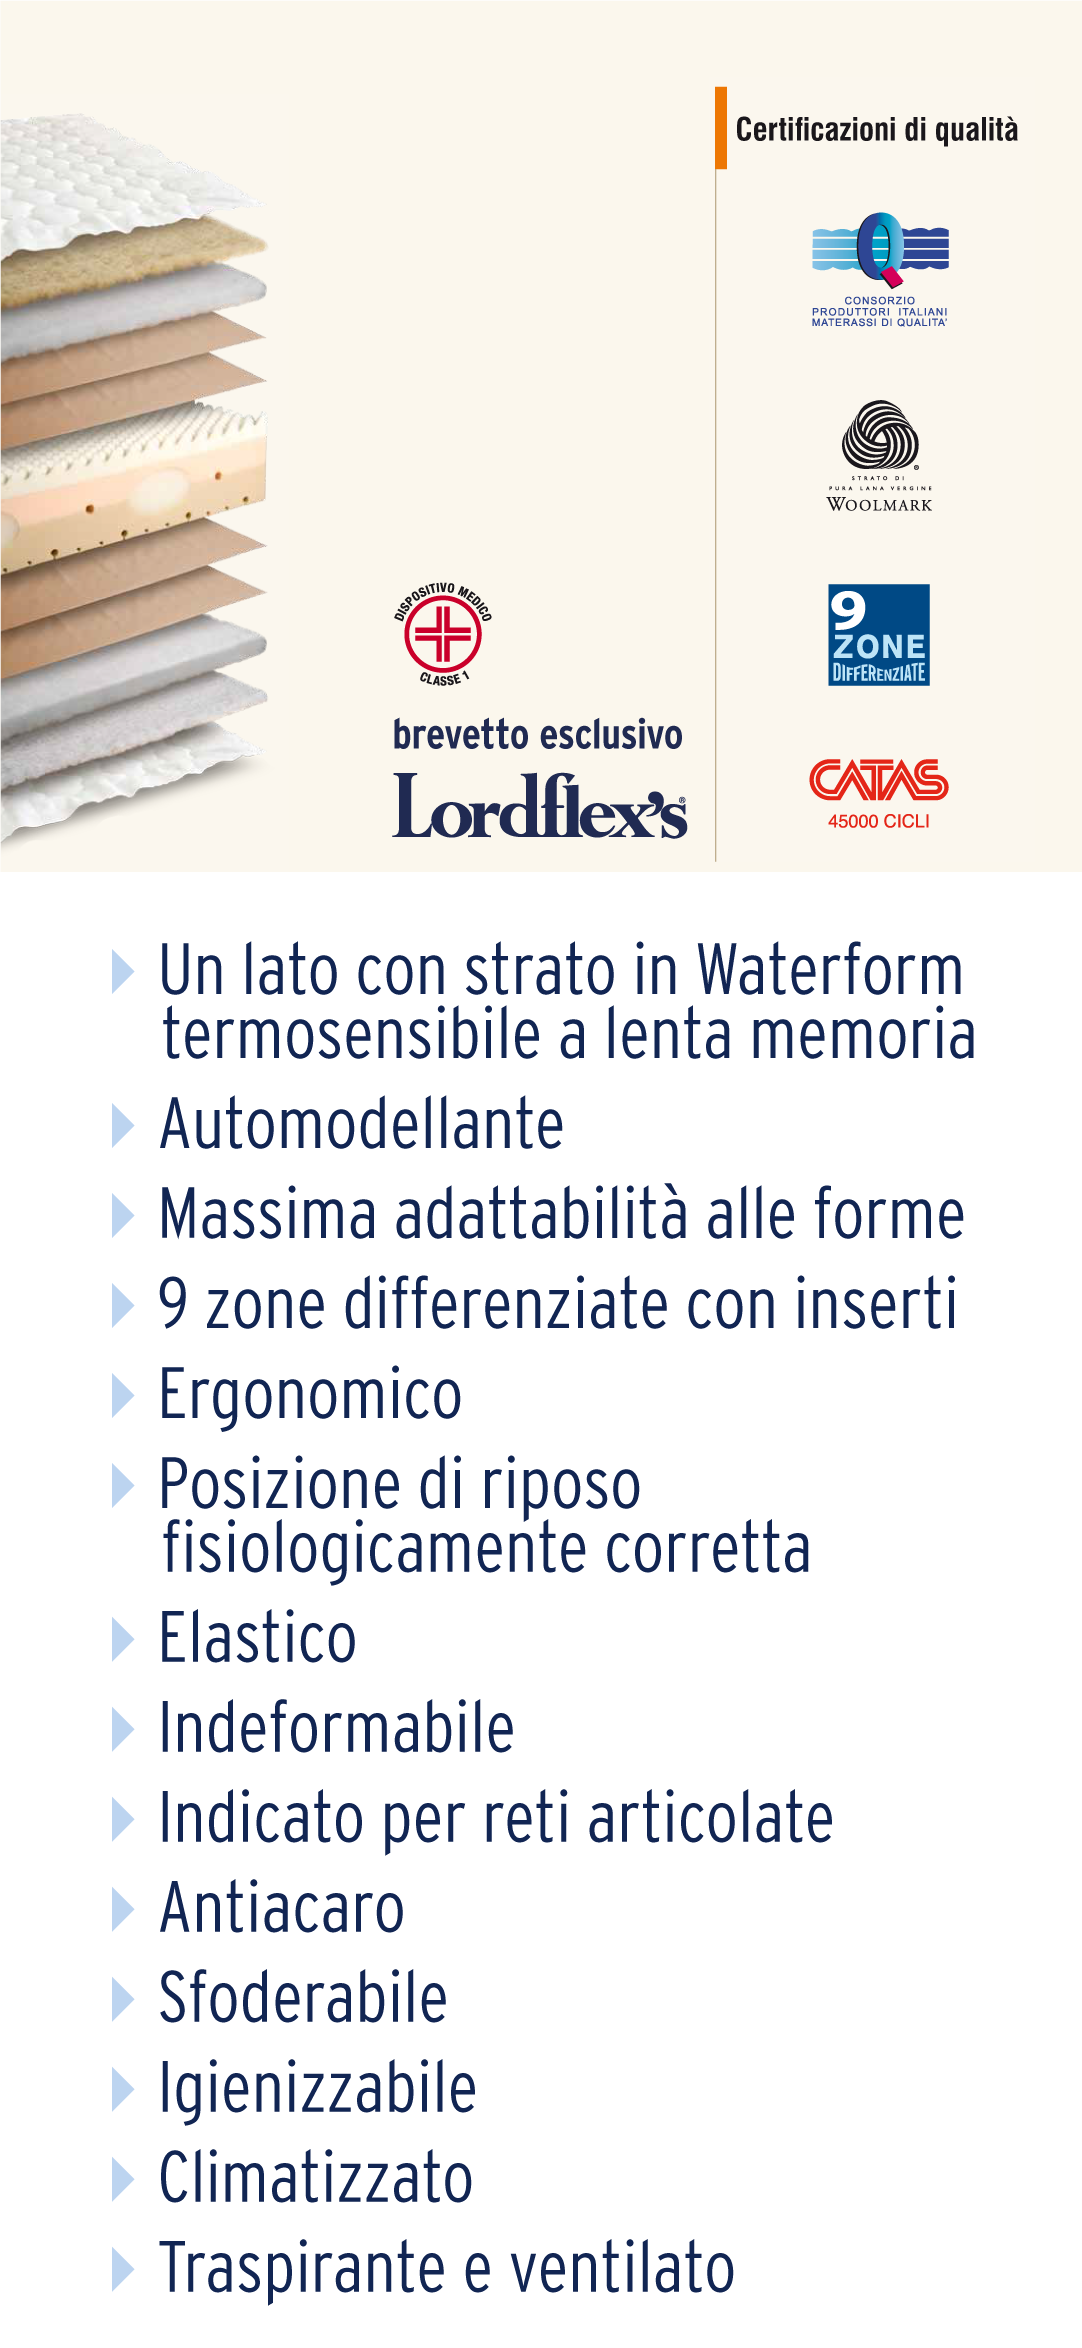 Certificazioni di qualità
CONSORZIO
PRODUTTORI ITALIANI
MATERASSI DI QUALITA'
STRATO DI
PURA LANA VERGINE
WOOLMARK
9
ZONE
DIFFERENZIATE
CATAS
45000 CICLI
DISPOSITIVO MEDICO
CLASSE 1
brevetto esclusivo
Lordflex's®
Un lato con strato in Waterform
termosensibile a lenta memoria
Automodellante
Massima adattabilità alle forme
9 zone differenziate con inserti
Ergonomico
Posizione di riposo
fisiologicamente corretta
Elastico
Indeformabile
Indicato per reti articolate
Antiacaro
Sfoderabile
Igienizzabile
Climatizzato
Traspirante e ventilato